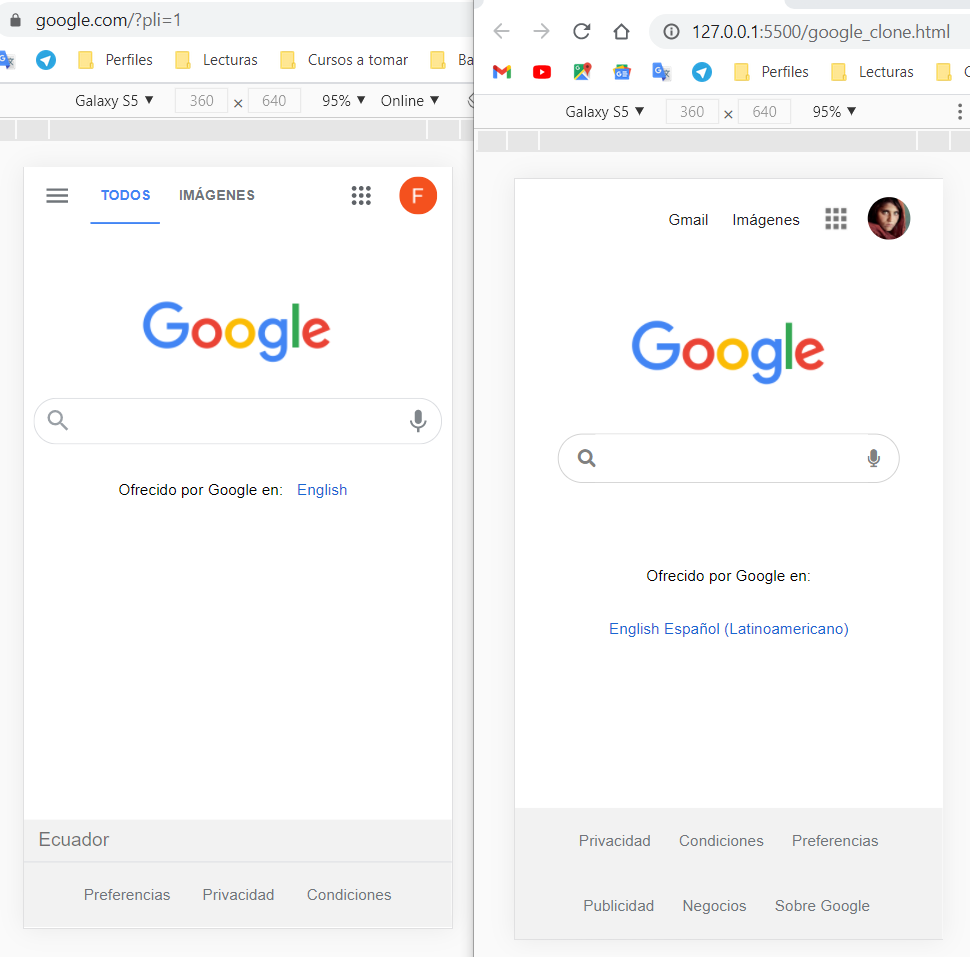 google.com/?pli=1
Perfiles Lecturas Cursos a tomar Ba
Galaxy S5 ▼ 360 × 640 95% ▼ Online ▼
TODOS IMÁGENES F
Google
Ofrecido por Google en: English
Ecuador
Preferencias Privacidad Condiciones
127.0.0.1:5500/google_clone.html
Perfiles Lecturas C
Galaxy S5 ▼ 360 × 640 95% ▼
Gmail Imágenes
Google
Ofrecido por Google en:
English Español (Latinoamericano)
Privacidad Condiciones Preferencias
Publicidad Negocios Sobre Google